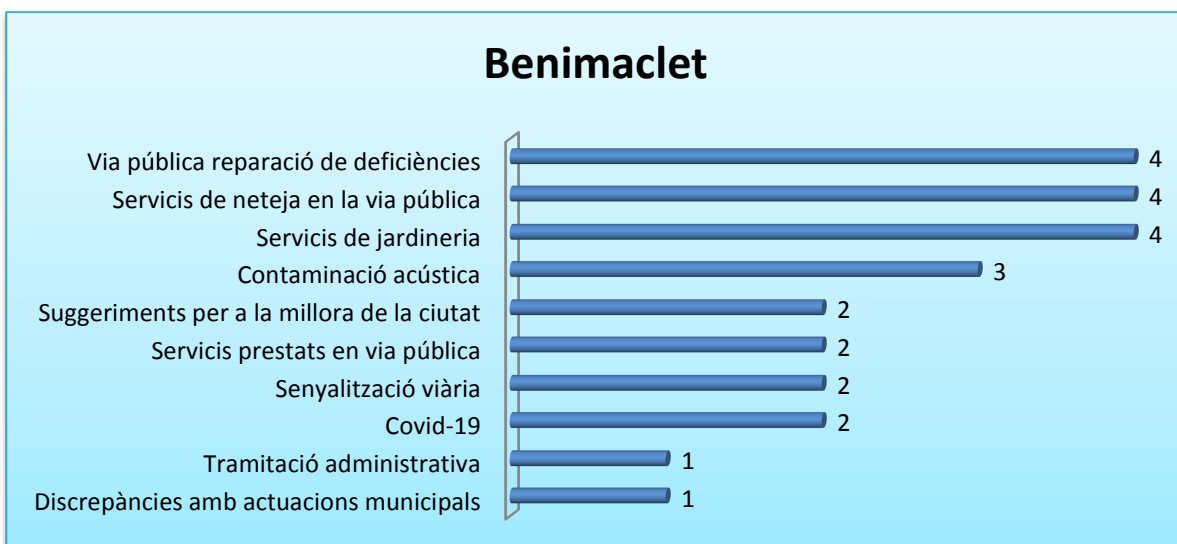 Benimaclet
Via pública reparació de deficiències 4
Servicis de neteja en la via pública 4
Servicis de jardineria 4
Contaminació acústica 3
Suggeriments per a la millora de la ciutat 2
Servicis prestats en via pública 2
Senyalització viària 2
Covid-19 2
Tramitació administrativa 1
Discrepàncies amb actuacions municipals 1